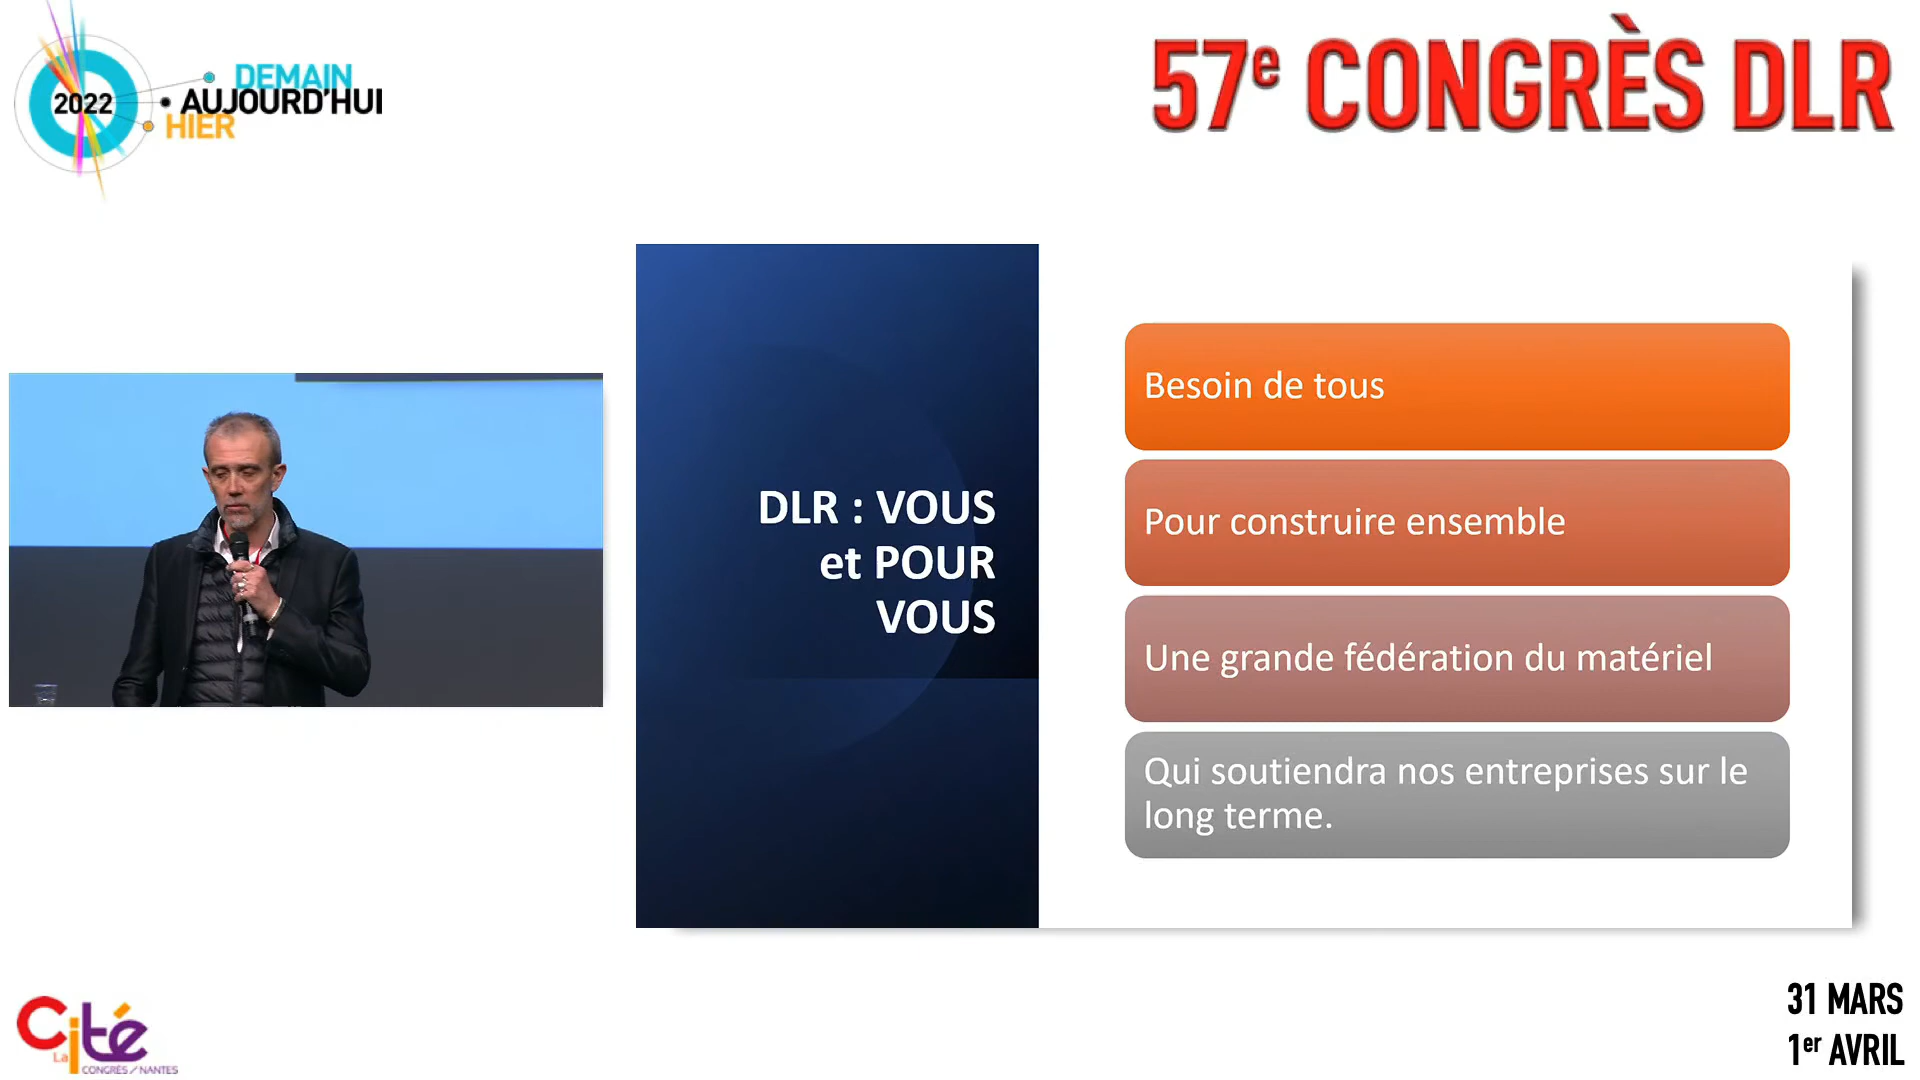 DEMAIN
2022
• AUJOURD'HUI
HIER
57e CONGRÈS DLR
DLR : VOUS
et POUR
VOUS
Besoin de tous
Pour construire ensemble
Une grande fédération du matériel
Qui soutiendra nos entreprises sur le
long terme.
La Cité
CONGRÈS / NANTES
31 MARS
1er AVRIL